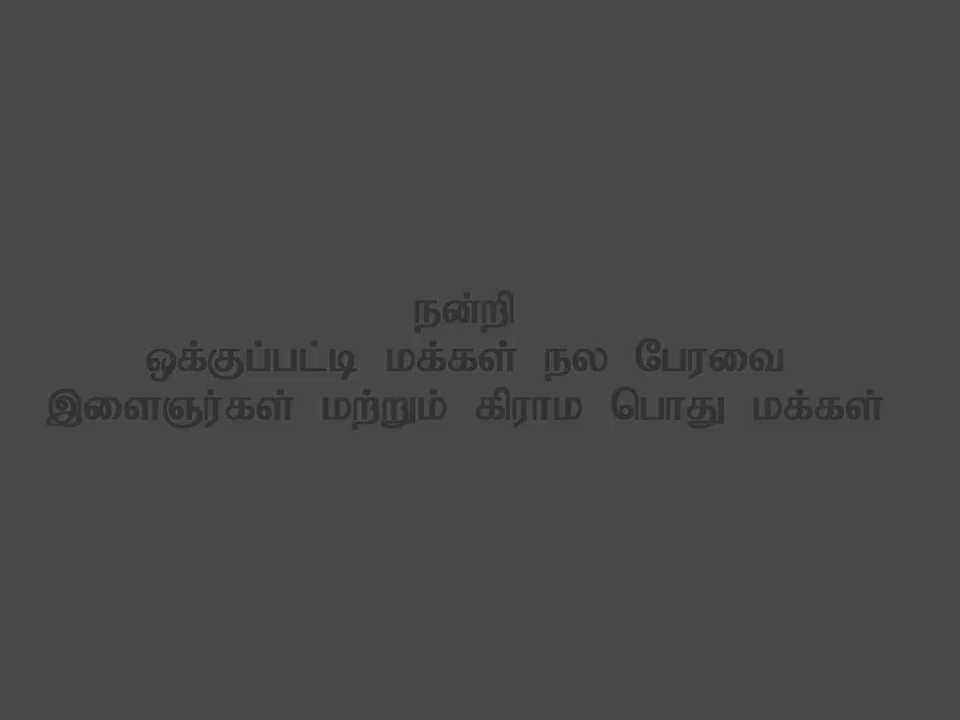 நன்றி
ஒக்குப்பட்டி மக்கள் நல பேரவை
இளைஞர்கள் மற்றும் கிராம பொது மக்கள்